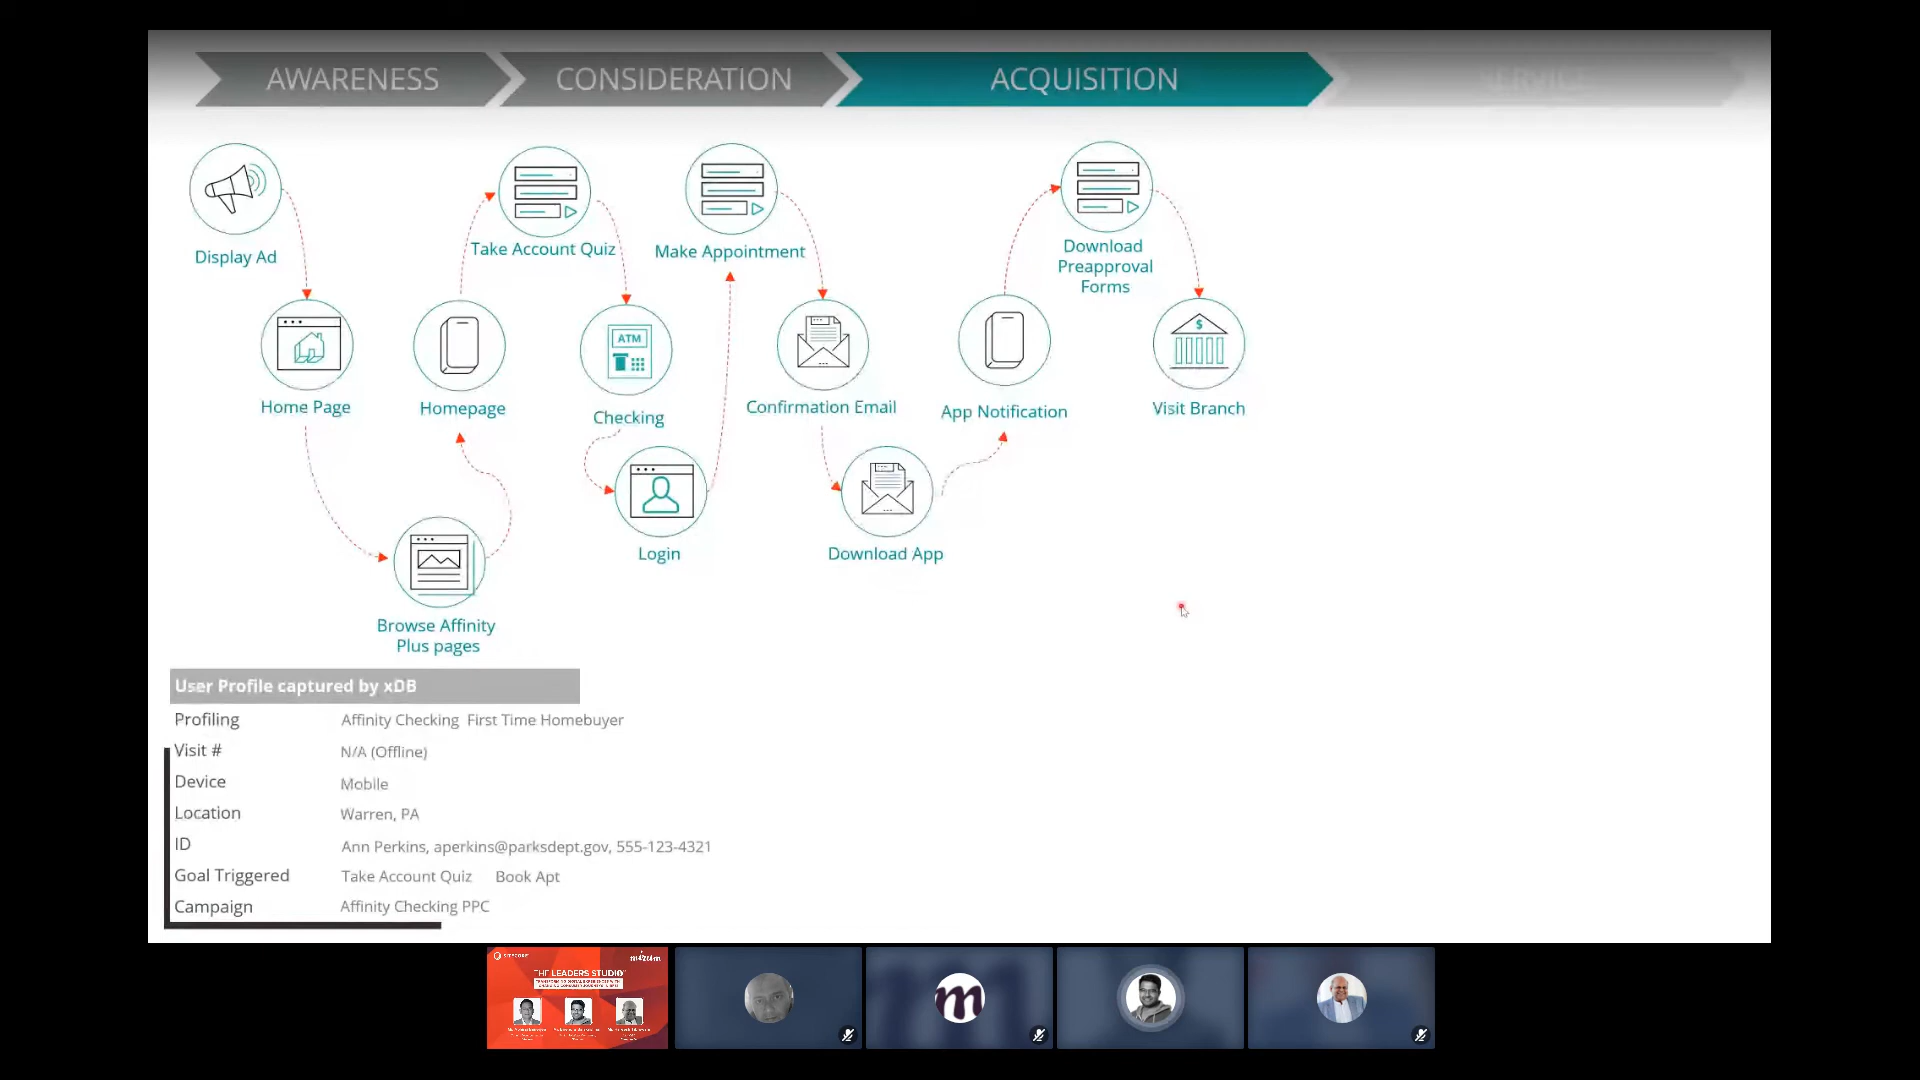 AWARENESS
CONSIDERATION
ACQUISITION
SERVICE
Display Ad
Take Account Quiz
Make Appointment
Download
Preapproval
Forms
ATM
$
Home Page
Homepage
Checking
Confirmation Email
App Notification
Visit Branch
Login
Download App
Browse Affinity
Plus pages
User Profile captured by xDB
Profiling Affinity Checking First Time Homebuyer
Visit # N/A (Offline)
Device Mobile
Location Warren, PA
ID Ann Perkins, aperkins@parksdept.gov, 555-123-4321
Goal Triggered Take Account Quiz Book Apt
Campaign Affinity Checking PPC
SITECORE
THE LEADERS STUDIO
m